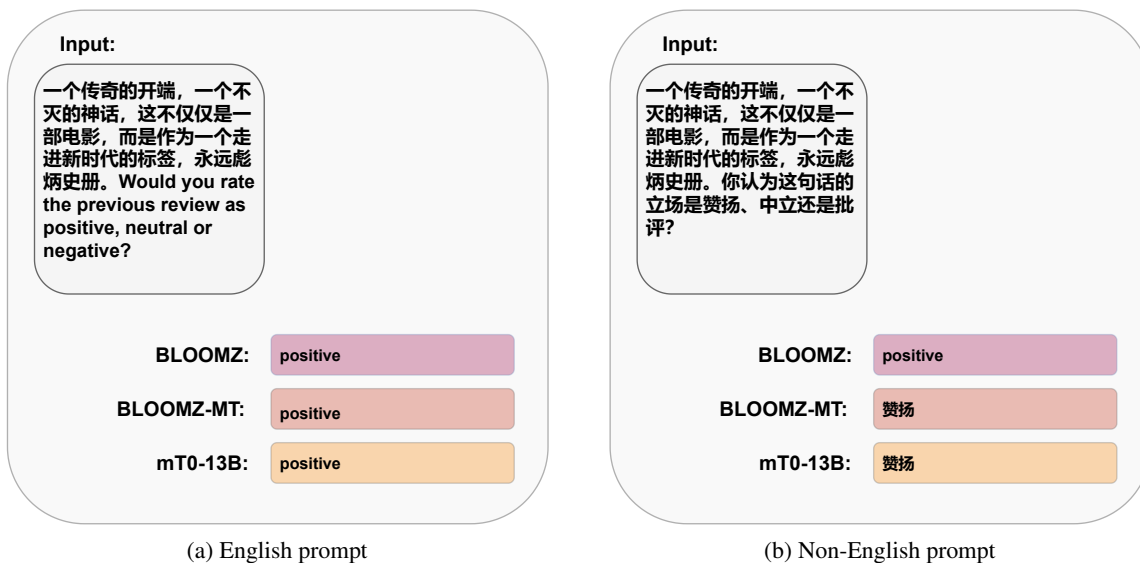 Input:
一个传奇的开端，一个不
灭的神话，这不仅仅是一
部电影，而是作为一个走
进新时代的标签，永远彪
炳史册。Would you rate
the previous review as
positive, neutral or
negative?
BLOOMZ: positive
BLOOMZ-MT: positive
mT0-13B: positive
(a) English prompt
Input:
一个传奇的开端，一个不
灭的神话，这不仅仅是一
部电影，而是作为一个走
进新时代的标签，永远彪
炳史册。你认为这句话的
立场是赞扬、中立还是批
评？
BLOOMZ: positive
BLOOMZ-MT: 赞扬
mT0-13B: 赞扬
(b) Non-English prompt